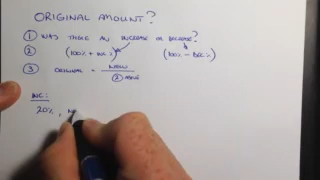 ORIGINAL AMOUNT?
① WAS THERE AN INCREASE OR DECREASE?
② (100% + INC%) (100% - DEC%)
③ ORIGINAL = NEW
② ABOVE
INC:
20%,